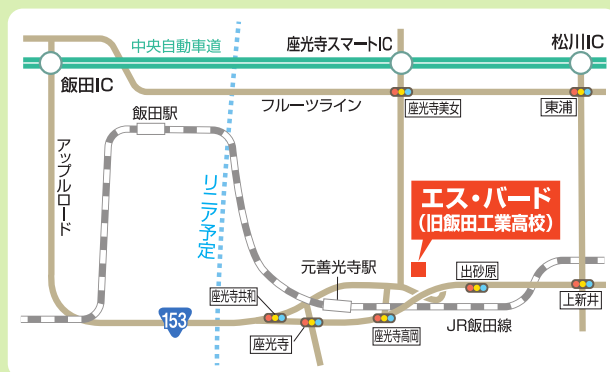 中央自動車道
座光寺スマートIC
松川IC
飯田IC
フルーツライン
座光寺美女
東浦
飯田駅
アップルロード
リニア予定
エス・バード
(旧飯田工業高校)
元善光寺駅
出砂原
座光寺共和
上新井
153
座光寺
座光寺高岡
JR飯田線